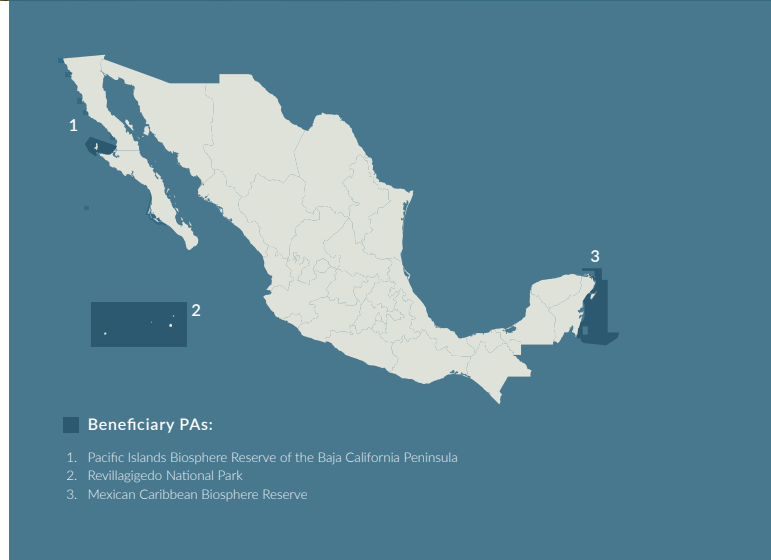 1
3
2
Beneficiary PAs:
1. Pacific Islands Biosphere Reserve of the Baja California Peninsula
2. Revillagigedo National Park
3. Mexican Caribbean Biosphere Reserve